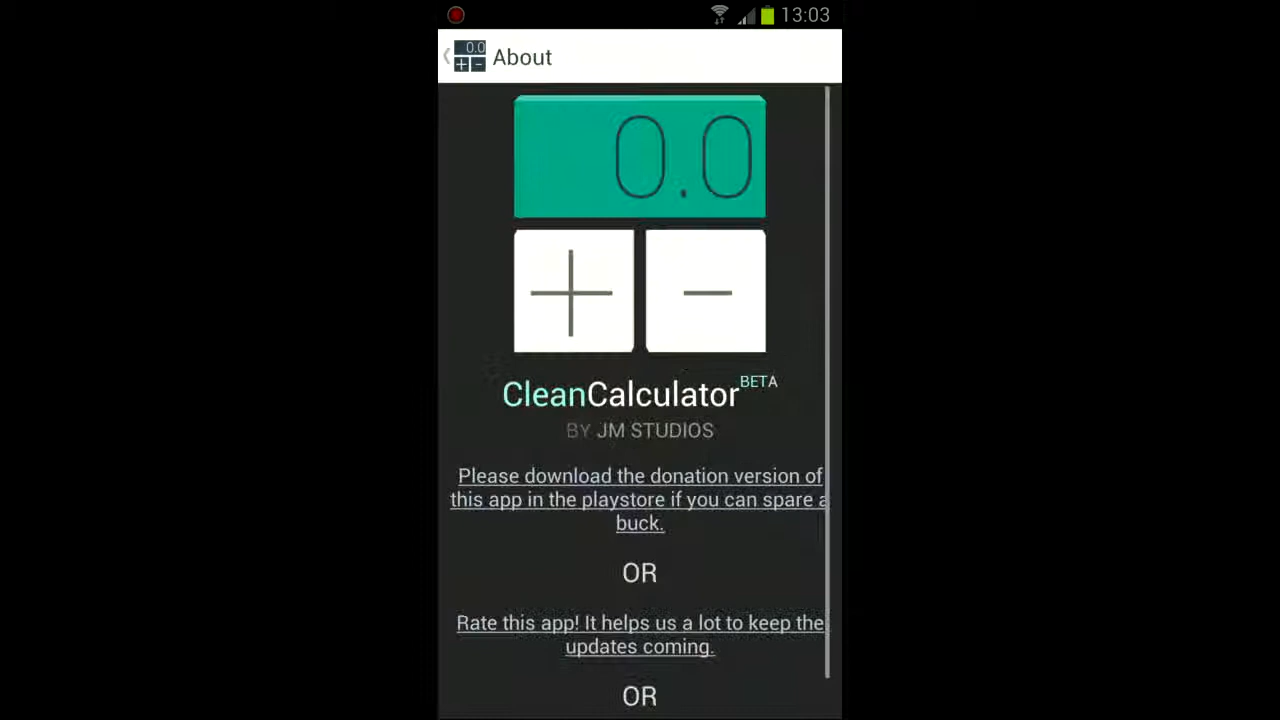 13:03
0.0
+ -
About
0.0
+ -
CleanCalculator BETA
BY JM STUDIOS
Please download the donation version of
this app in the playstore if you can spare a
buck.
OR
Rate this app! It helps us a lot to keep the
updates coming.
OR